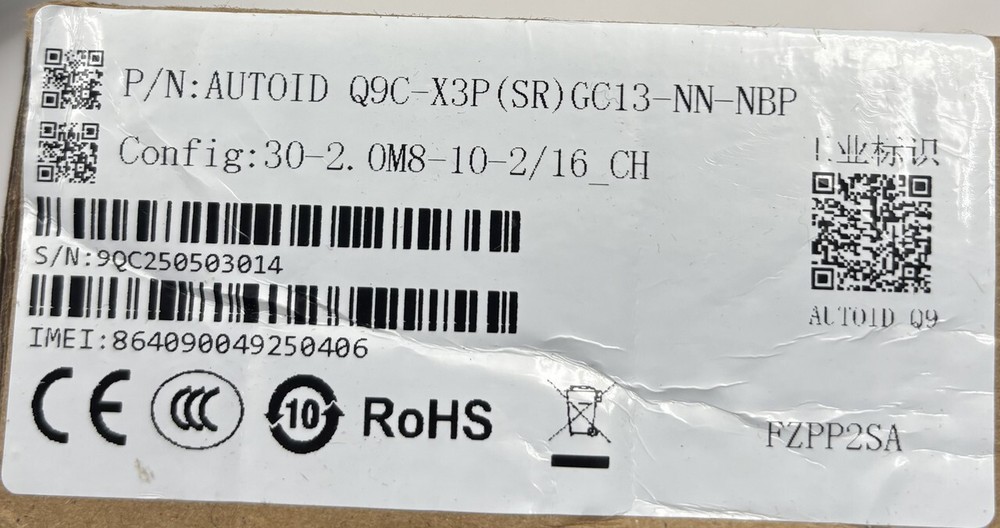 P/N:AUTOID Q9C-X3P(SR)GC13-NN-NBP
Config:30-2.0M8-10-2/16_CH
工业标识
S/N:9QC250503014
AUTOID Q9
IMEI:864090049250406
CE CCC 10 RoHS
FZPP2SA